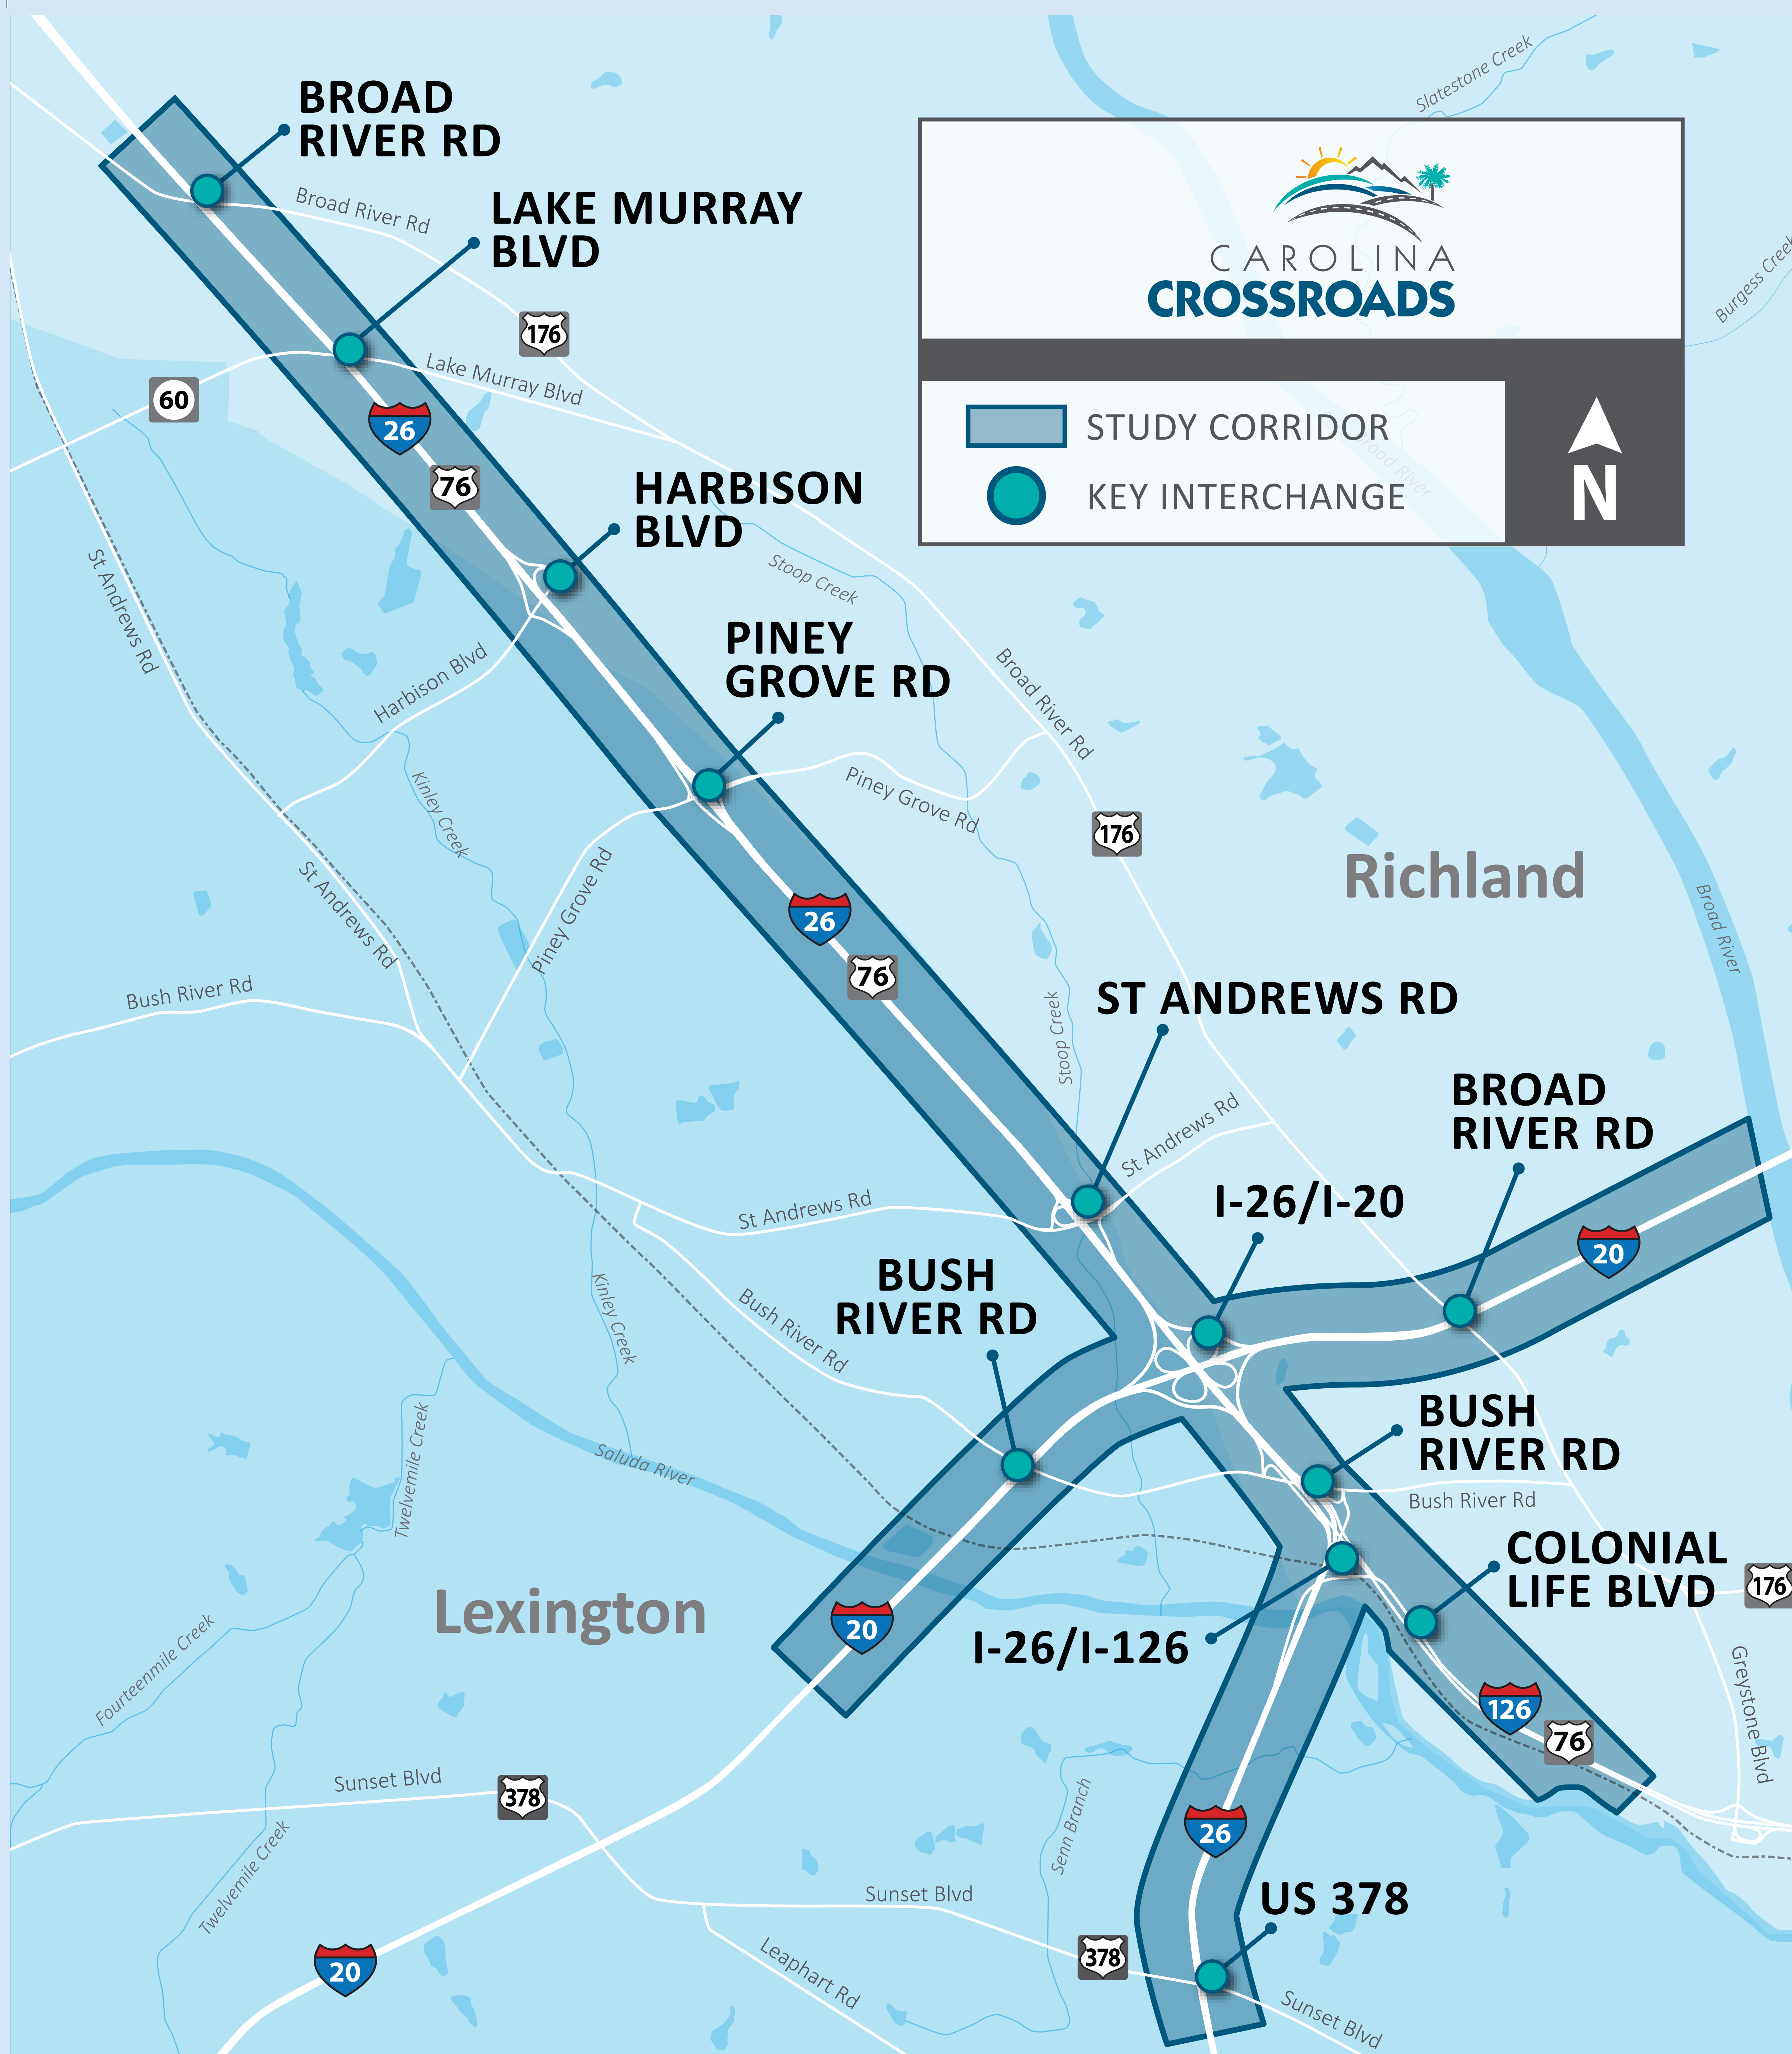 BROAD
RIVER RD
Broad River Rd
LAKE MURRAY
BLVD
176
Lake Murray Blvd
60
26
76
Slatestone Creek
Burgess Creek
CAROLINA
CROSSROADS
STUDY CORRIDOR
KEY INTERCHANGE
N
Broad River
HARBISON
BLVD
Stoop Creek
St Andrews Rd
Harbison Blvd
PINEY
GROVE RD
Broad River Rd
Piney Grove Rd
Kinley Creek
176
Richland
Broad River
St Andrews Rd
Piney Grove Rd
26
76
Bush River Rd
ST ANDREWS RD
Stoop Creek
St Andrews Rd
BROAD
RIVER RD
I-26/I-20
20
St Andrews Rd
BUSH
RIVER RD
Bush River Rd
Kinley Creek
BUSH
RIVER RD
Bush River Rd
Saluda River
Twelvemile Creek
COLONIAL
LIFE BLVD
176
Lexington
20
I-26/I-126
Fourteenmile Creek
126
76
Greystone Blvd
Sunset Blvd
378
Senn Branch
26
Twelvemile Creek
Sunset Blvd
US 378
378
20
Leaphart Rd
Sunset Blvd